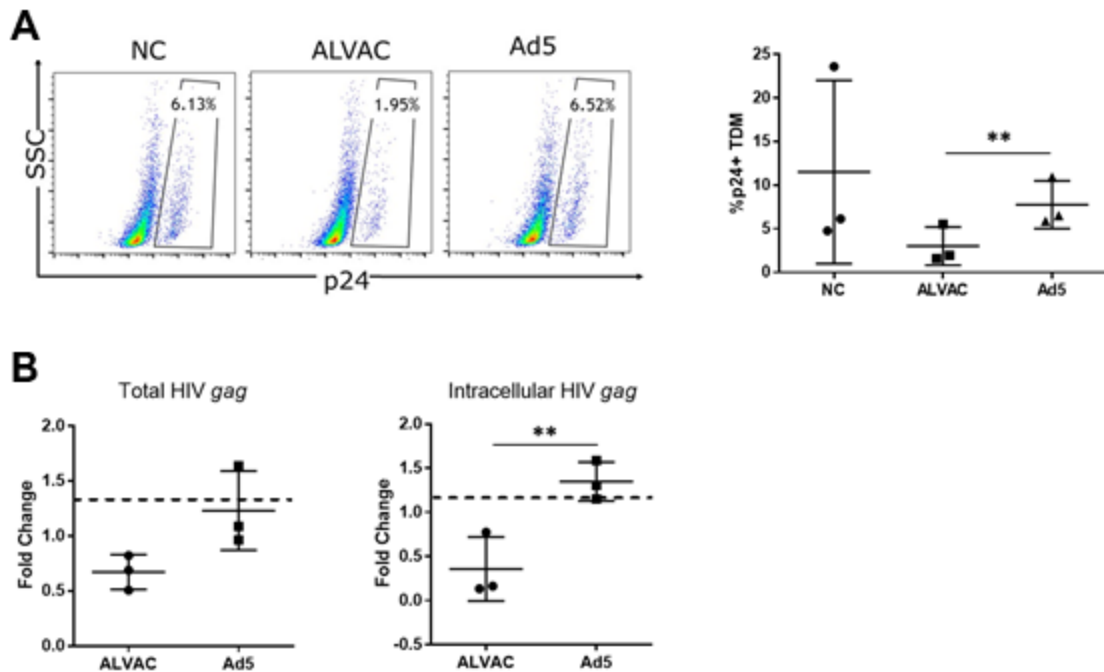 A
NC ALVAC Ad5
6.13% 1.95% 6.52%
SSC
p24
25
20
15
10
5
0
%p24+ TDM
**
NC ALVAC Ad5
B
Total HIV gag
2.0
1.5
1.0
0.5
0.0
Fold Change
ALVAC Ad5
Intracellular HIV gag
2.0
1.5
1.0
0.5
0.0
-0.5
Fold Change
**
ALVAC Ad5